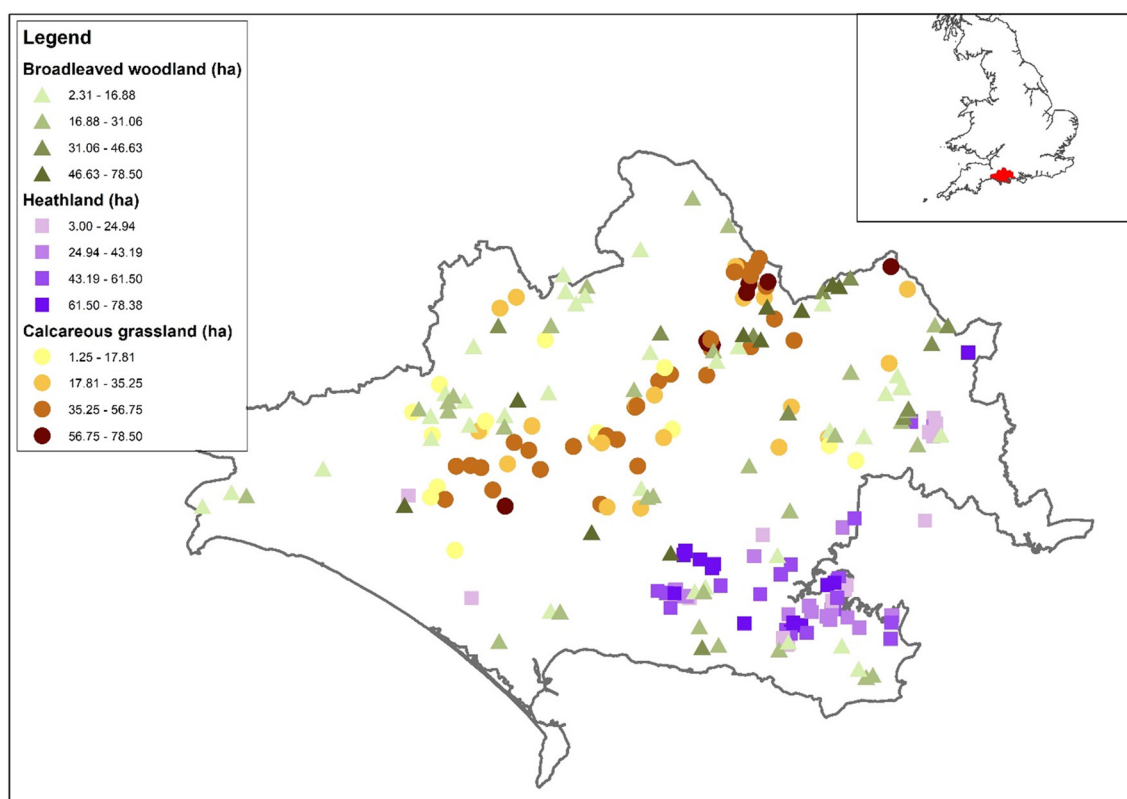 Legend
Broadleaved woodland (ha)
2.31 - 16.88
16.88 - 31.06
31.06 - 46.63
46.63 - 78.50
Heathland (ha)
3.00 - 24.94
24.94 - 43.19
43.19 - 61.50
61.50 - 78.38
Calcareous grassland (ha)
1.25 - 17.81
17.81 - 35.25
35.25 - 56.75
56.75 - 78.50